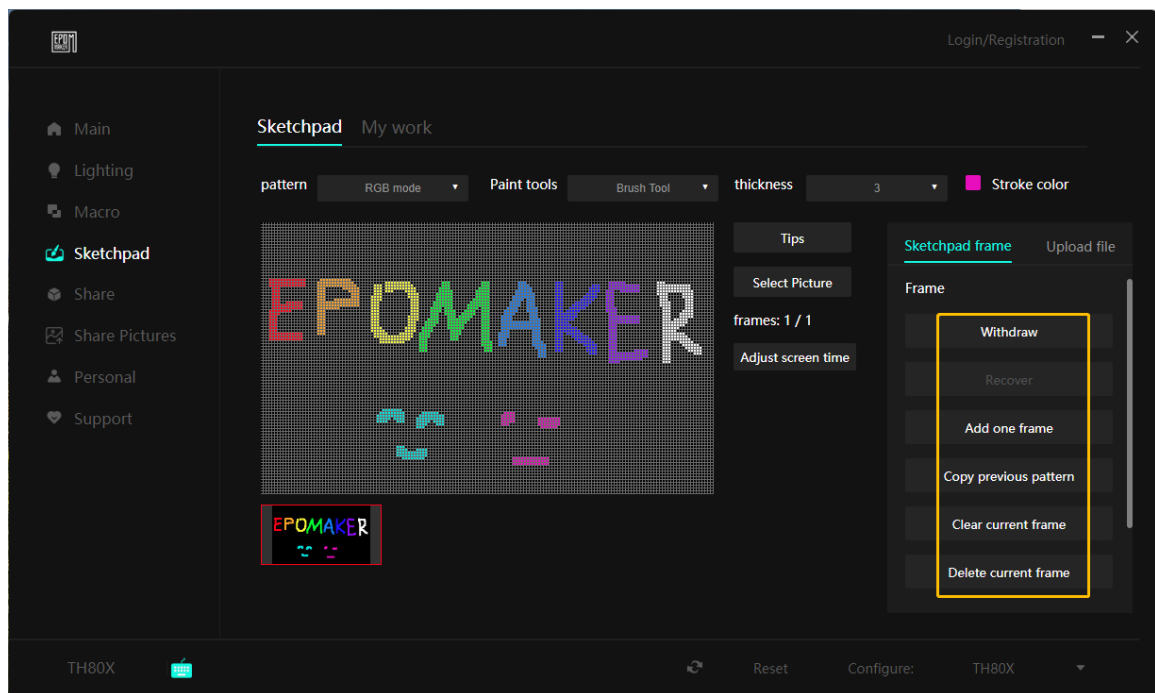 EPOMAKER
Login/Registration
Main
Lighting
Macro
Sketchpad
Share
Share Pictures
Personal
Support
Sketchpad My work
pattern RGB mode Paint tools Brush Tool thickness 3 Stroke color
EPOMAKER
Tips
Select Picture
frames: 1 / 1
Adjust screen time
EPOMAKER
Sketchpad frame Upload file
Frame
Withdraw
Recover
Add one frame
Copy previous pattern
Clear current frame
Delete current frame
TH80X Reset Configure: TH80X